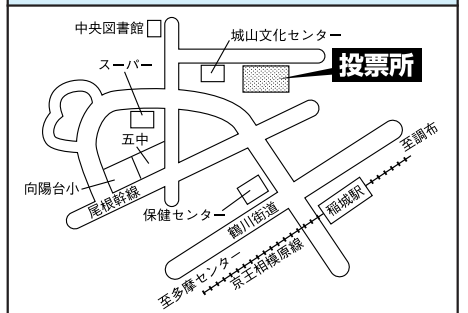 中央図書館
城山文化センター
スーパー
投票所
五中
至調布
向陽台小
尾根幹線
保健センター
稲城駅
鶴川街道
京王相模原線
至多摩センター